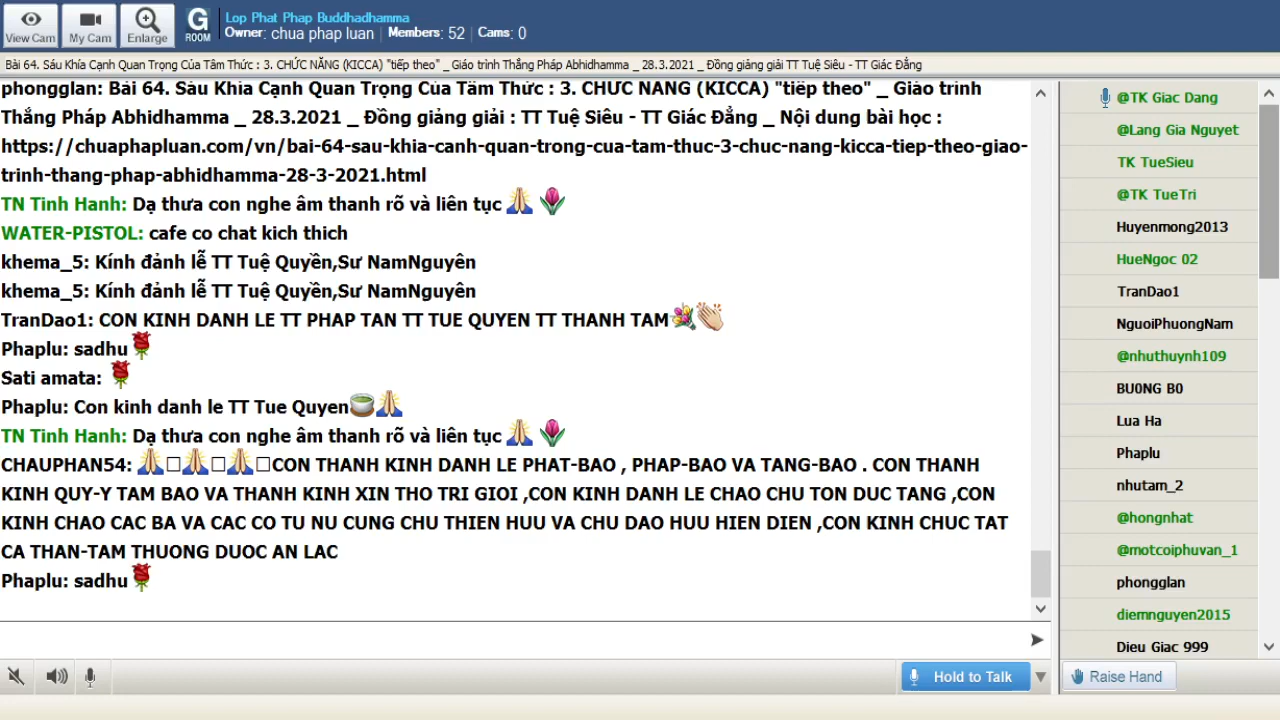 View Cam
My Cam
Enlarge
G
ROOM
Lop Phat Phap Buddhadhamma
Owner: chua phap luan Members: 52 Cams: 0
Bài 64. Sáu Khía Cạnh Quan Trọng Của Tâm Thức : 3. CHỨC NĂNG (KICCA) "tiếp theo" _ Giáo trình Thắng Pháp Abhidhamma _ 28.3.2021 _ Đồng giảng giải TT Tuệ Siêu - TT Giác Đẳng
phongglan: Bài 64. Sáu Khía Cạnh Quan Trọng Của Tâm Thức : 3. CHỨC NĂNG (KICCA) "tiếp theo" _ Giáo trình
Thắng Pháp Abhidhamma _ 28.3.2021 _ Đồng giảng giải : TT Tuệ Siêu - TT Giác Đẳng _ Nội dung bài học :
https://chuaphapluan.com/vn/bai-64-sau-khia-canh-quan-trong-cua-tam-thuc-3-chuc-nang-kicca-tiep-theo-giao-
trinh-thang-phap-abhidhamma-28-3-2021.html
TN Tinh Hanh: Dạ thưa con nghe âm thanh rõ và liên tục 🙏 🌷
WATER-PISTOL: cafe co chat kich thich
khema_5: Kính đảnh lễ TT Tuệ Quyền,Sư NamNguyên
khema_5: Kính đảnh lễ TT Tuệ Quyền,Sư NamNguyên
TranDao1: CON KINH DANH LE TT PHAP TAN TT TUE QUYEN TT THANH TAM💐👏
Phaplu: sadhu🌹
Sati amata: 🌹
Phaplu: Con kinh danh le TT Tue Quyen🍵🙏
TN Tinh Hanh: Dạ thưa con nghe âm thanh rõ và liên tục 🙏 🌷
CHAUPHAN54: 🙏□🙏□🙏□CON THANH KINH DANH LE PHAT-BAO , PHAP-BAO VA TANG-BAO . CON THANH
KINH QUY-Y TAM BAO VA THANH KINH XIN THO TRI GIOI ,CON KINH DANH LE CHAO CHU TON DUC TANG ,CON
KINH CHAO CAC BA VA CAC CO TU NU CUNG CHU THIEN HUU VA CHU DAO HUU HIEN DIEN ,CON KINH CHUC TAT
CA THAN-TAM THUONG DUOC AN LAC
Phaplu: sadhu🌹
@TK Giac Dang
@Lang Gia Nguyet
TK TueSieu
@TK TueTri
Huyenmong2013
HueNgoc 02
TranDao1
NguoiPhuongNam
@nhuthuynh109
BU0NG B0
Lua Ha
Phaplu
nhutam_2
@hongnhat
@motcoiphuvan_1
phongglan
diemnguyen2015
Dieu Giac 999
Hold to Talk
Raise Hand